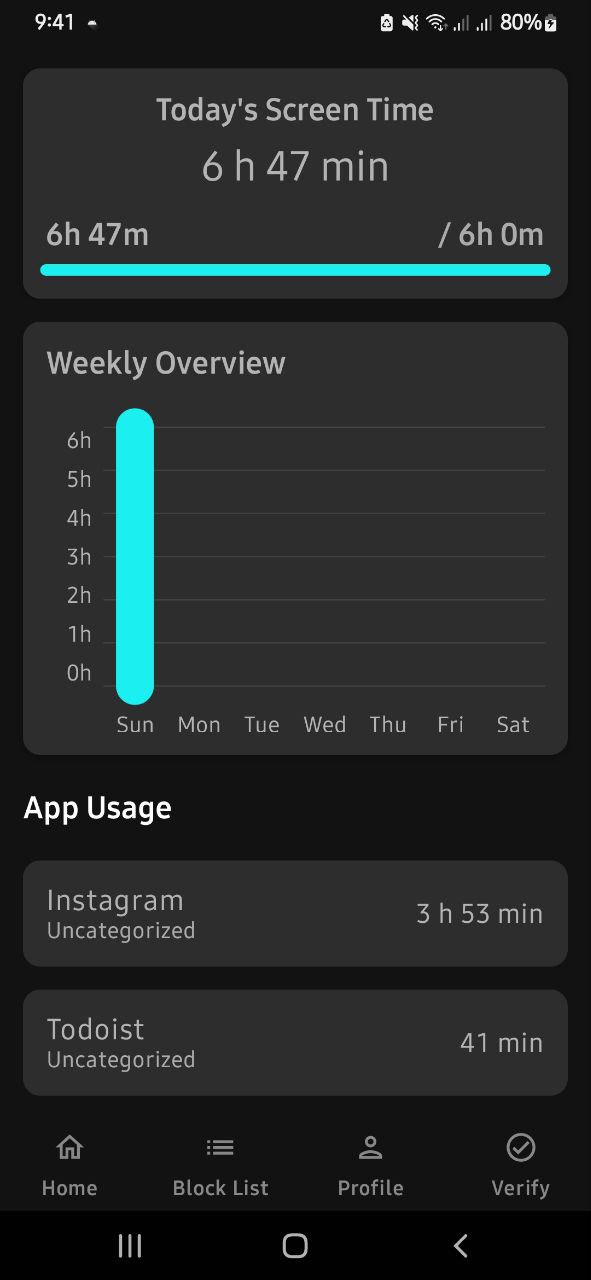 9:41
80%
Today's Screen Time
6 h 47 min
6h 47m / 6h 0m
Weekly Overview
6h
5h
4h
3h
2h
1h
0h
Sun Mon Tue Wed Thu Fri Sat
App Usage
Instagram
Uncategorized
3 h 53 min
Todoist
Uncategorized
41 min
Home Block List Profile Verify